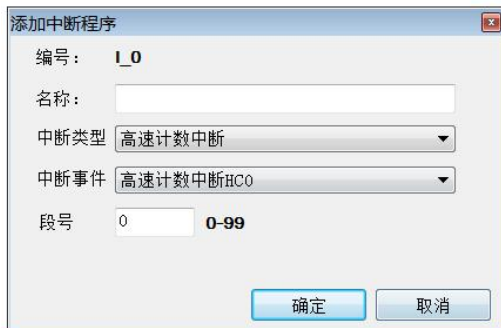 添加中断程序
编号： I_0
名称：
中断类型 高速计数中断
中断事件 高速计数中断HC0
段号 0 0-99
确定 取消